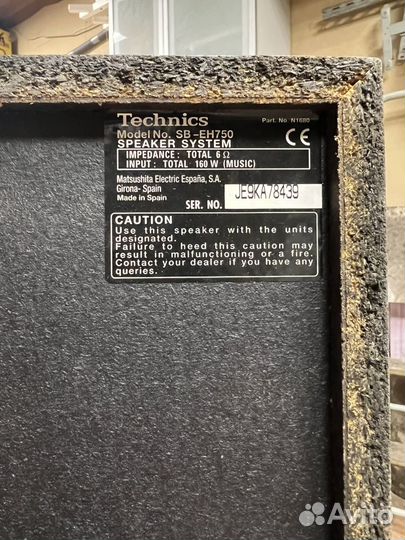 Technics
Part. No N1680
Model No. SB-EH750
SPEAKER SYSTEM
CE
IMPEDANCE: TOTAL 6 Ω
INPUT: TOTAL 160 W (MUSIC)
Matsushita Electric España, S.A.
Girona- Spain
Made in Spain
SER. NO. JE9KA78439
CAUTION
Use this speaker with the units
designated.
Failure to heed this caution may
result in malfunctioning or a fire.
Contact your dealer if you have any
queries.
Avito